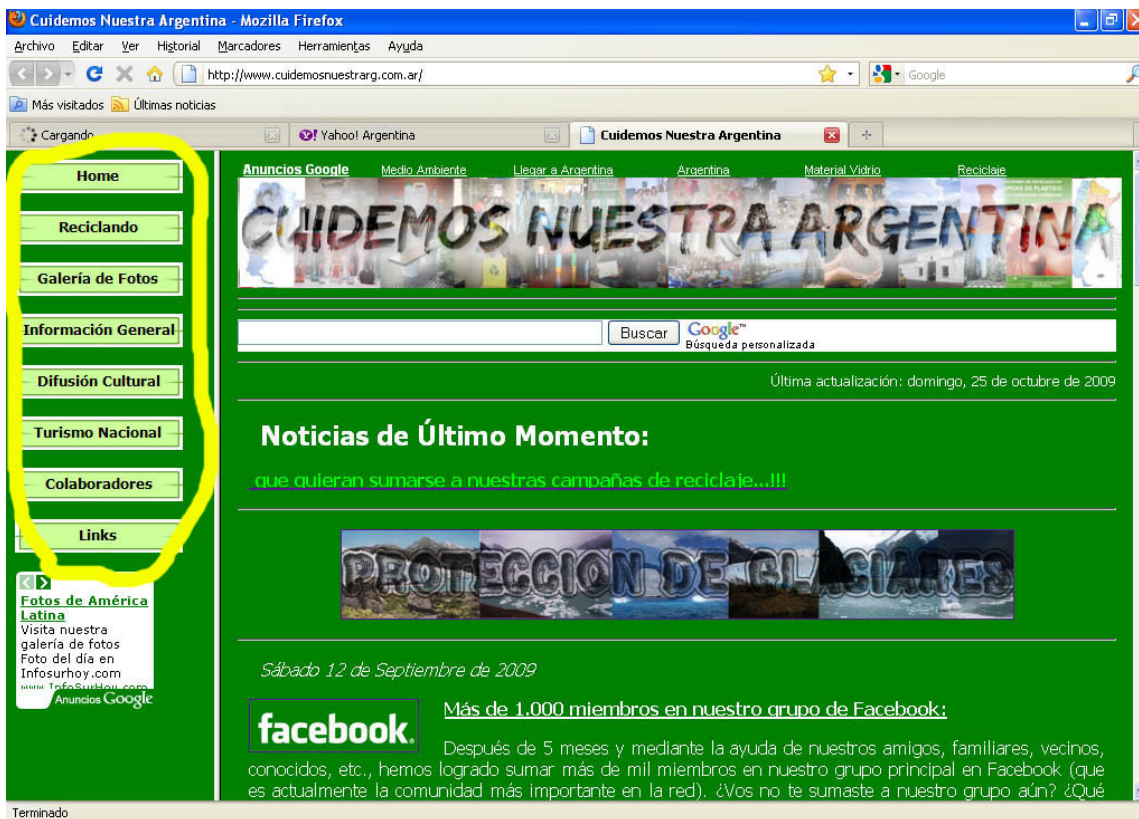 Cuidemos Nuestra Argentina - Mozilla Firefox
Archivo Editar Ver Historial Marcadores Herramientas Ayuda
http://www.cuidemosnuestrarg.com.ar/
Google
Más visitados Últimas noticias
Cargando Yahoo! Argentina Cuidemos Nuestra Argentina
Home
Reciclando
Galería de Fotos
Información General
Difusión Cultural
Turismo Nacional
Colaboradores
Links
Fotos de América
Latina
Visita nuestra
galería de fotos
Foto del día en
Infosurhoy.com
www.InfoSurHoy.com
Anuncios Google
Anuncios Google Medio Ambiente Llegar a Argentina Argentina Material Vidrio Reciclaje
CUIDEMOS NUESTRA ARGENTINA
Buscar Google™
Búsqueda personalizada
Última actualización: domingo, 25 de octubre de 2009
Noticias de Último Momento:
que quieran sumarse a nuestras campañas de reciclaje...!!!
PROTECCION DE GLACIARES
Sábado 12 de Septiembre de 2009
facebook.
Más de 1.000 miembros en nuestro grupo de Facebook:
Después de 5 meses y mediante la ayuda de nuestros amigos, familiares, vecinos,
conocidos, etc., hemos logrado sumar más de mil miembros en nuestro grupo principal en Facebook (que
es actualmente la comunidad más importante en la red). ¿Vos no te sumaste a nuestro grupo aún? ¿Qué
Terminado